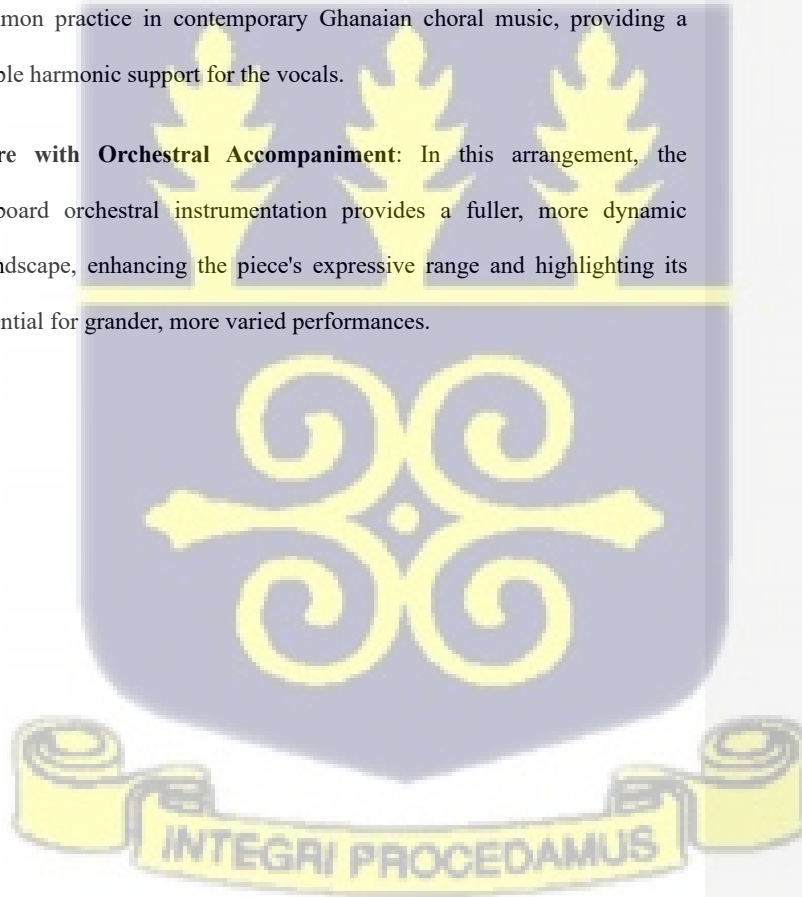 mon practice in contemporary Ghanaian choral music, providing a
ple harmonic support for the vocals.
re with Orchestral Accompaniment: In this arrangement, the
board orchestral instrumentation provides a fuller, more dynamic
ndscape, enhancing the piece's expressive range and highlighting its
ntial for grander, more varied performances.
INTEGRI PROCEDAMUS